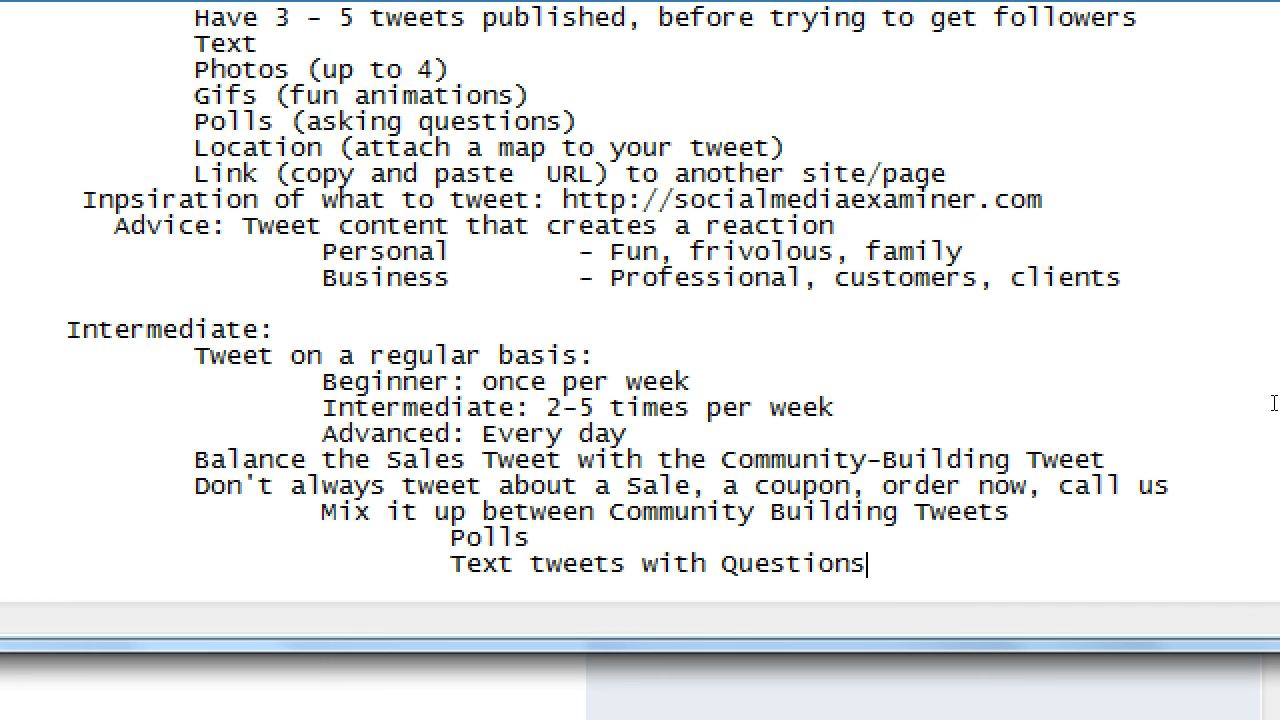 Have 3 - 5 tweets published, before trying to get followers
Text
Photos (up to 4)
Gifs (fun animations)
Polls (asking questions)
Location (attach a map to your tweet)
Link (copy and paste  URL) to another site/page
Inpsiration of what to tweet: http://socialmediaexaminer.com
Advice: Tweet content that creates a reaction
Personal - Fun, frivolous, family
Business - Professional, customers, clients
Intermediate:
Tweet on a regular basis:
Beginner: once per week
Intermediate: 2-5 times per week
Advanced: Every day
Balance the Sales Tweet with the Community-Building Tweet
Don't always tweet about a Sale, a coupon, order now, call us
Mix it up between Community Building Tweets
Polls
Text tweets with Questions